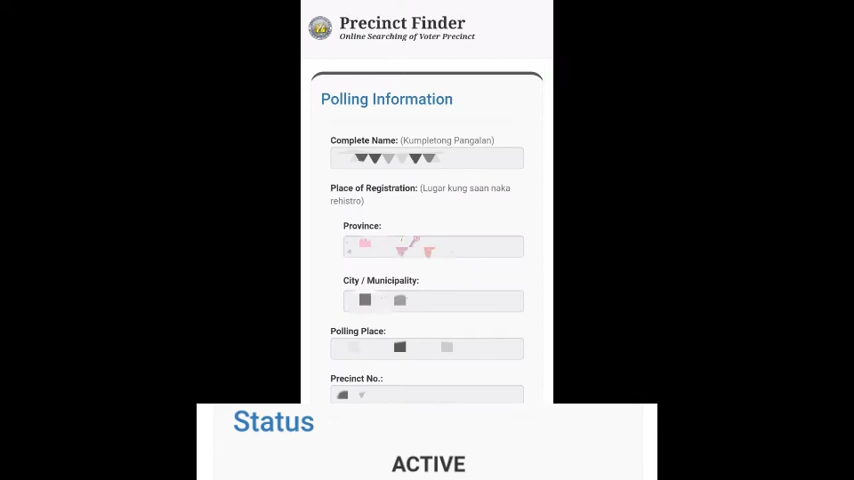 Precinct Finder
Online Searching of Voter Precinct
Polling Information
Complete Name: (Kumpletong Pangalan)
Place of Registration: (Lugar kung saan naka
rehistro)
Province:
City / Municipality:
Polling Place:
Precinct No.:
Status
ACTIVE